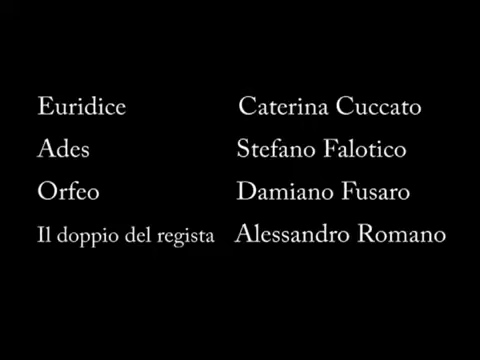 Euridice Caterina Cuccato
Ades Stefano Falotico
Orfeo Damiano Fusaro
Il doppio del regista Alessandro Romano